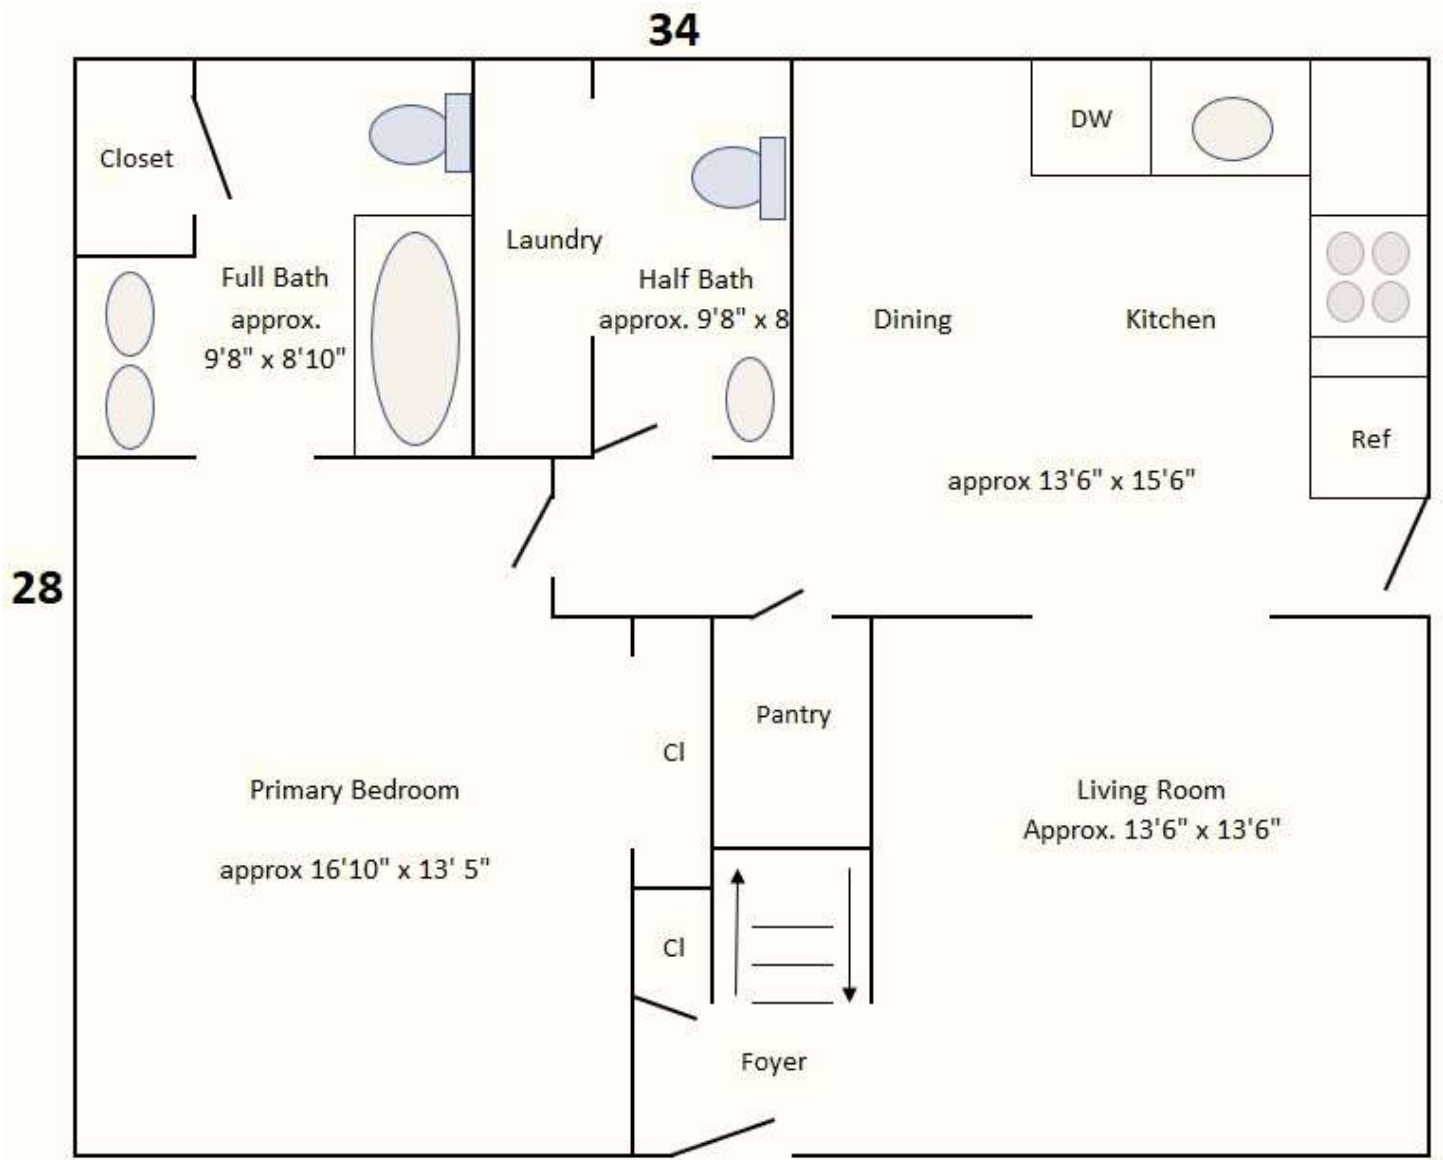 34
DW
Closet
Laundry
Full Bath
approx.
9'8" x 8'10"
Half Bath
approx. 9'8" x 8
Dining
Kitchen
Ref
approx 13'6" x 15'6"
28
Pantry
Cl
Primary Bedroom
approx 16'10" x 13' 5"
Living Room
Approx. 13'6" x 13'6"
Cl
Foyer